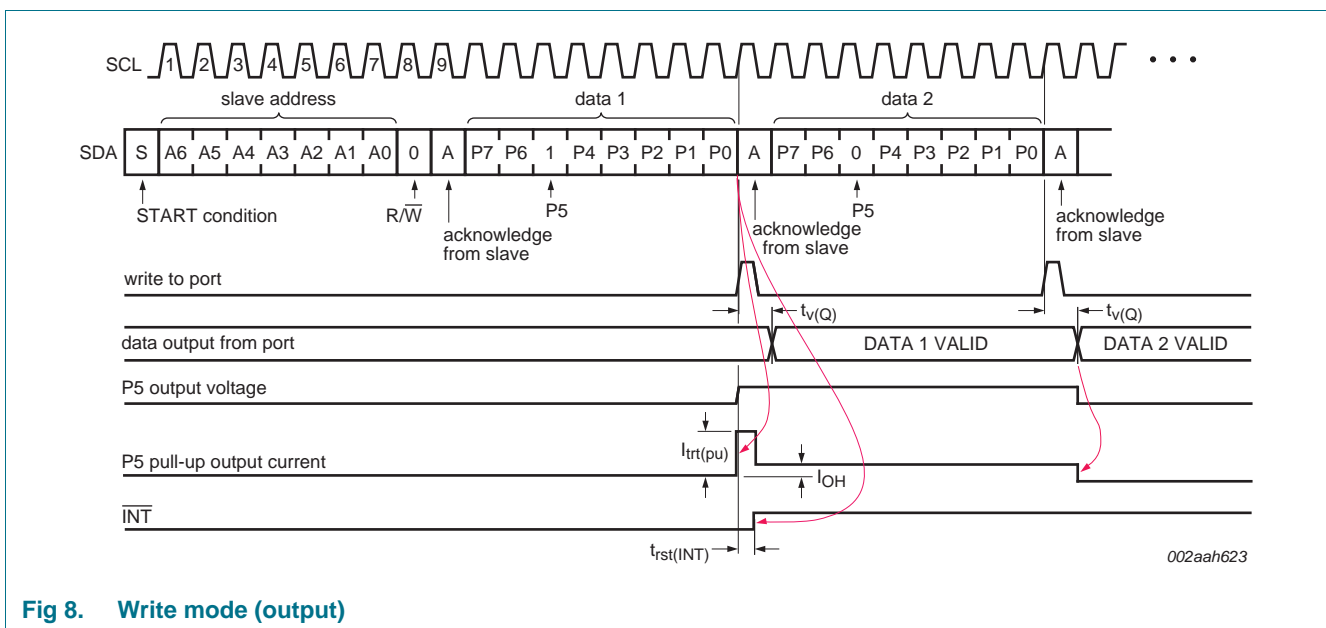 SCL 1 2 3 4 5 6 7 8 9
slave address data 1 data 2
SDA S A6 A5 A4 A3 A2 A1 A0 0 A P7 P6 1 P4 P3 P2 P1 P0 A P7 P6 0 P4 P3 P2 P1 P0 A
START condition R/W̅ P5 P5
acknowledge
from slave
acknowledge
from slave
acknowledge
from slave
write to port
tv(Q) tv(Q)
data output from port DATA 1 VALID DATA 2 VALID
P5 output voltage
Itrt(pu)
P5 pull-up output current
IOH
I̅N̅T̅
trst(INT)
002aah623
Fig 8. Write mode (output)